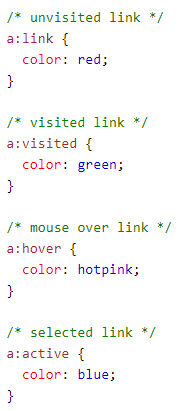 /* unvisited link */
a:link {
  color: red;
}

/* visited link */
a:visited {
  color: green;
}

/* mouse over link */
a:hover {
  color: hotpink;
}

/* selected link */
a:active {
  color: blue;
}